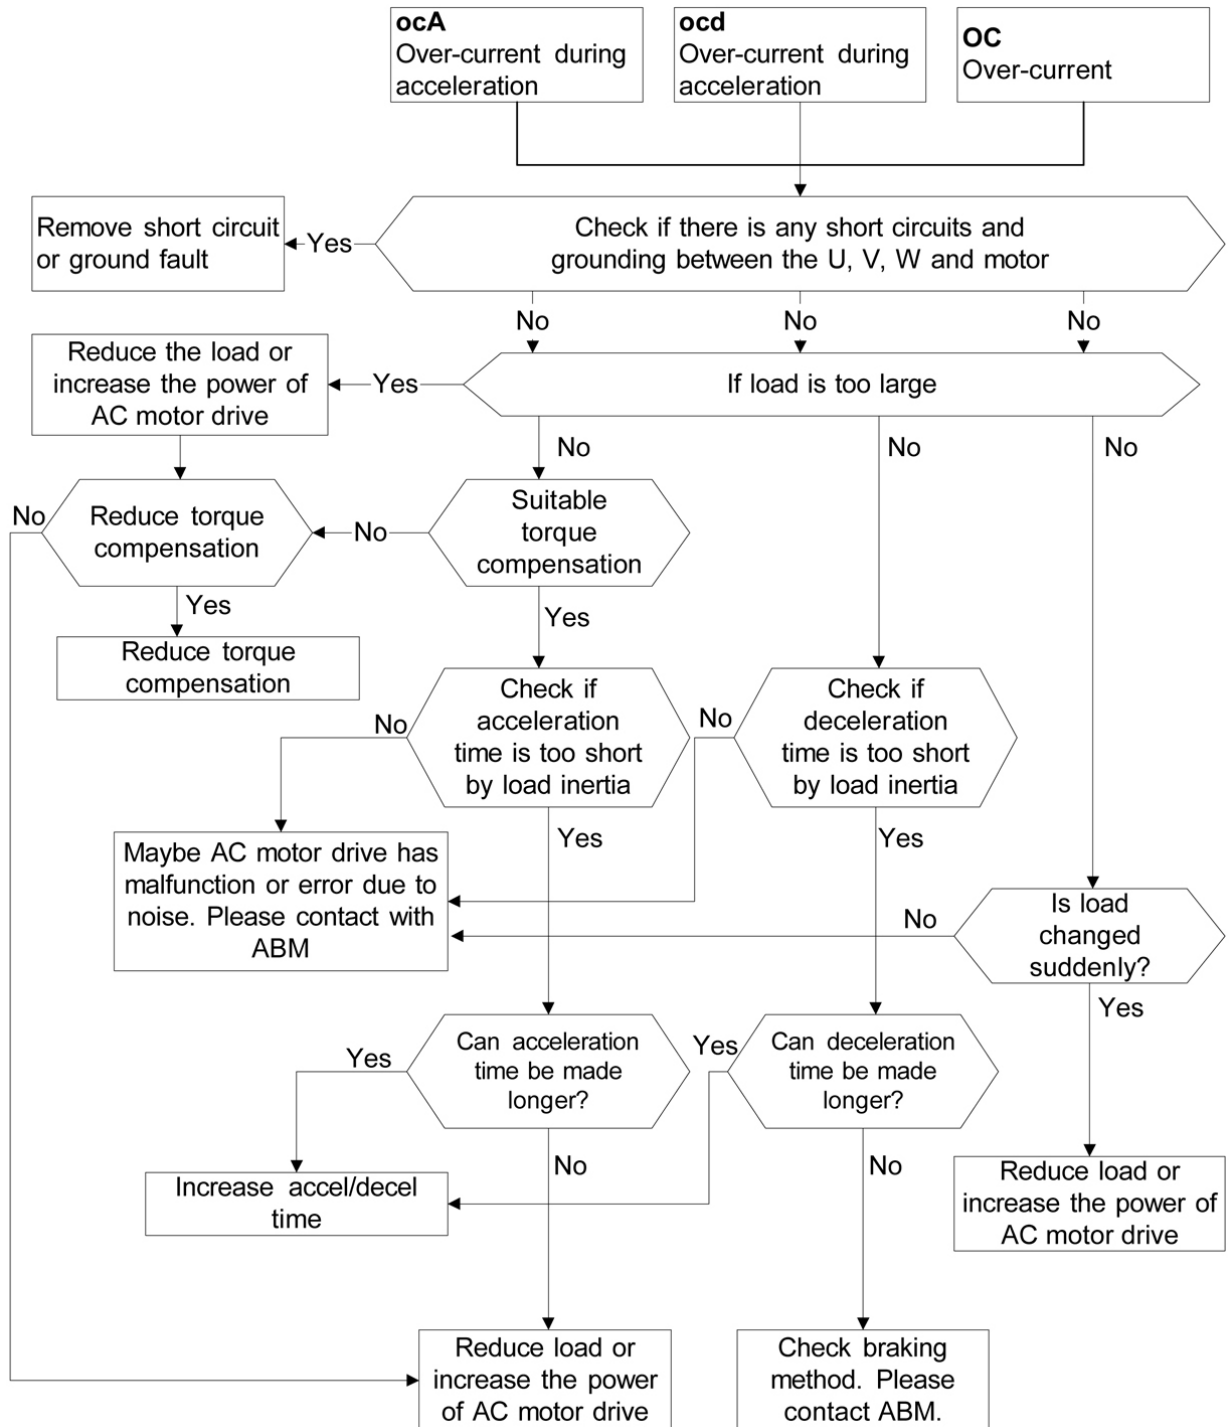 ocA
Over-current during
acceleration
ocd
Over-current during
acceleration
OC
Over-current
Remove short circuit
or ground fault
Yes
Check if there is any short circuits and
grounding between the U, V, W and motor
No
No
No
Reduce the load or
increase the power of
AC motor drive
Yes
If load is too large
No
No
No
No
Reduce torque
compensation
No
Suitable
torque
compensation
Yes
Reduce torque
compensation
Yes
No
Check if
acceleration
time is too short
by load inertia
No
Check if
deceleration
time is too short
by load inertia
Yes
Yes
Maybe AC motor drive has
malfunction or error due to
noise. Please contact with
ABM
No
Is load
changed
suddenly?
Yes
Yes
Can acceleration
time be made
longer?
Yes
Can deceleration
time be made
longer?
No
No
Increase accel/decel
time
Reduce load or
increase the power of
AC motor drive
Reduce load or
increase the power
of AC motor drive
Check braking
method. Please
contact ABM.